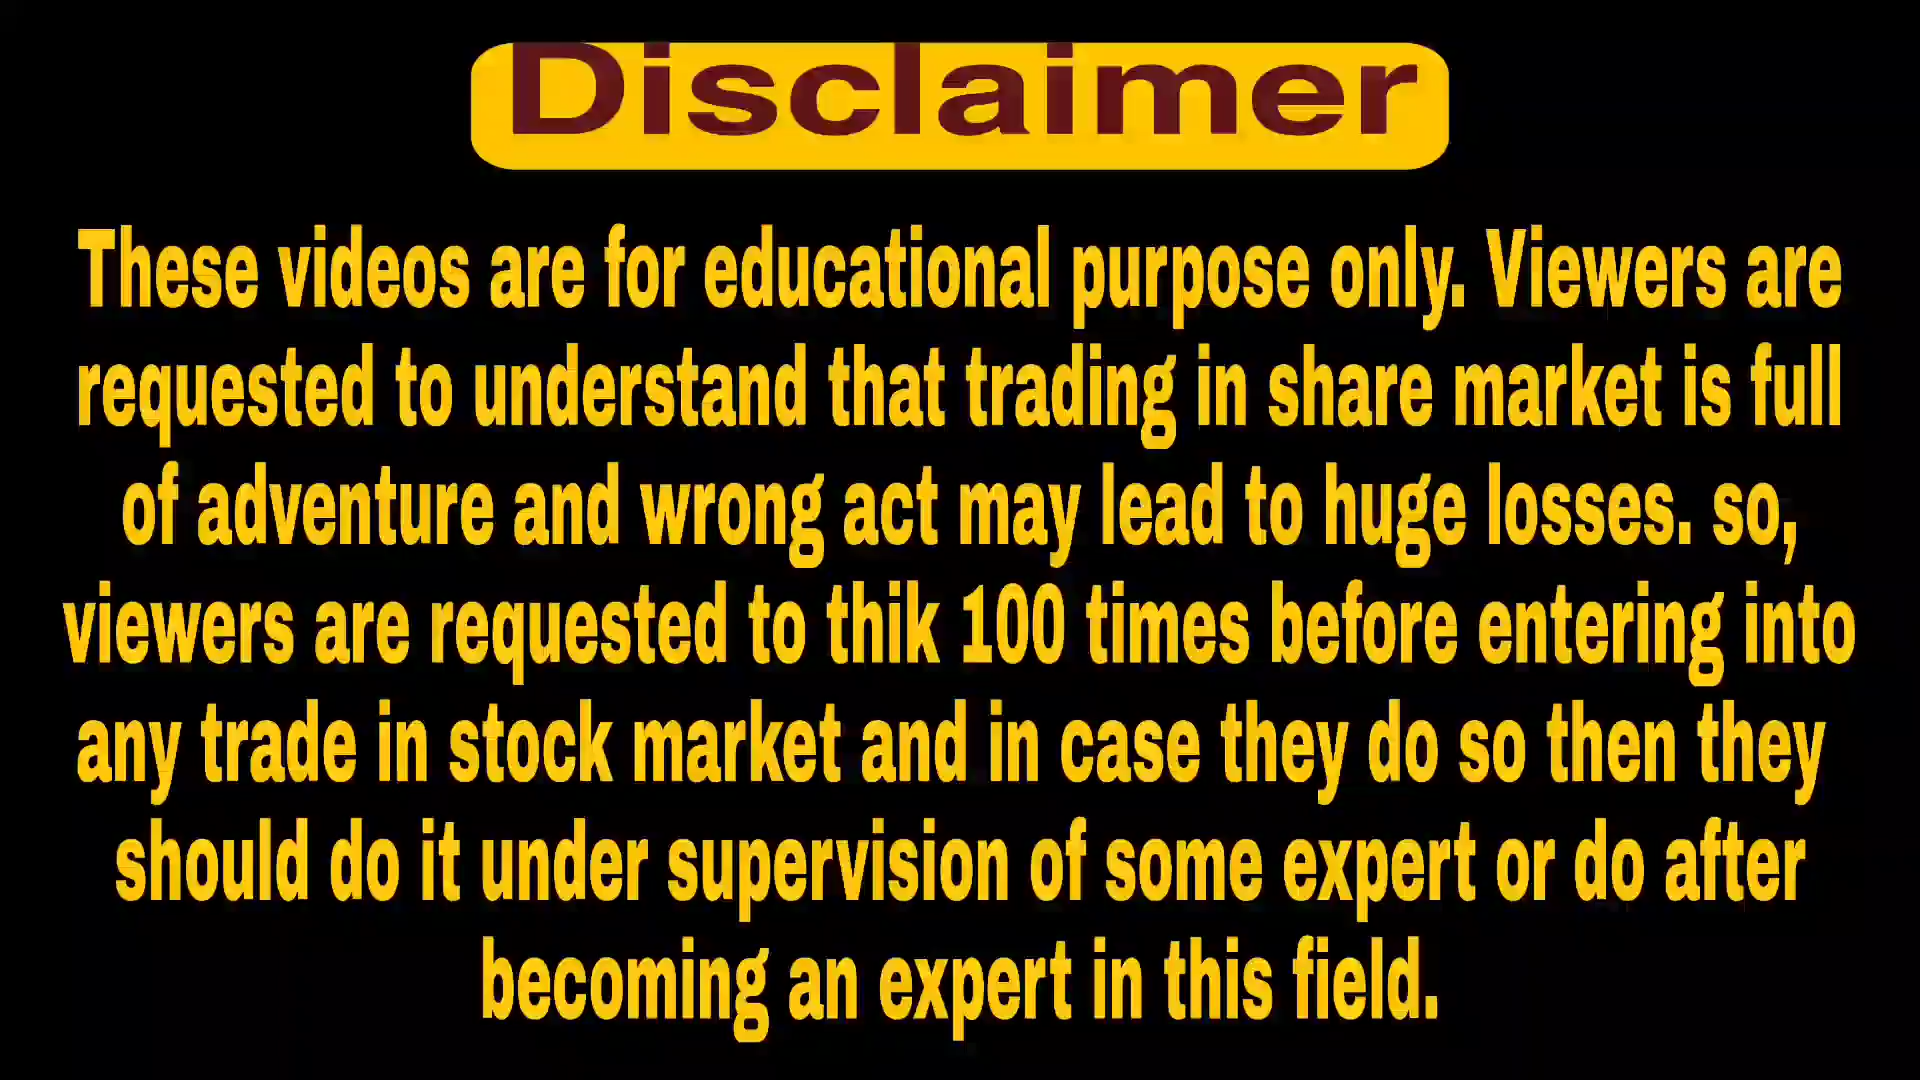 Disclaimer
These videos are for educational purpose only. Viewers are
requested to understand that trading in share market is full
of adventure and wrong act may lead to huge losses. so,
viewers are requested to thik 100 times before entering into
any trade in stock market and in case they do so then they
should do it under supervision of some expert or do after
becoming an expert in this field.